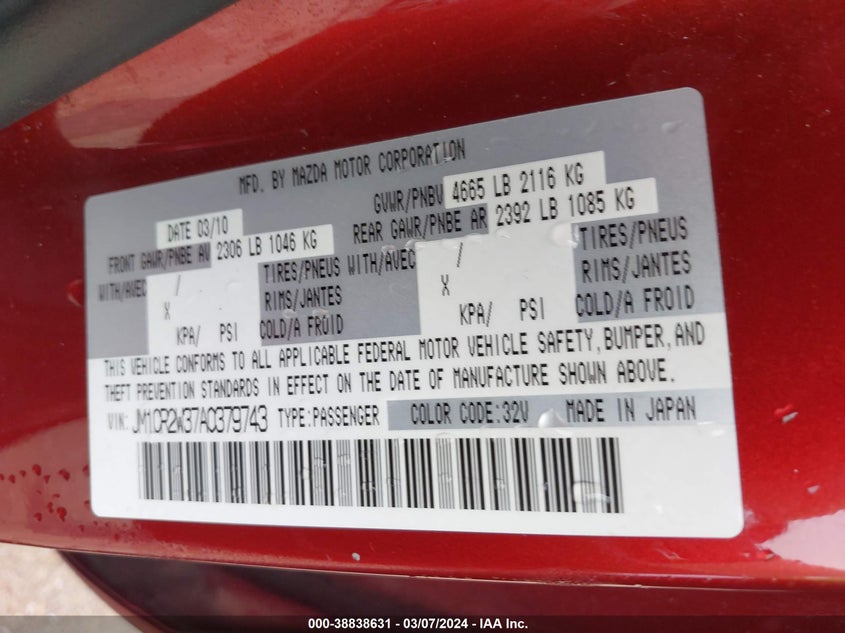 MFD. BY MAZDA MOTOR CORPORATION
DATE 03/10 GVWR/PNBV 4665 LB 2116 KG
FRONT GAWR/PNBE AV 2306 LB 1046 KG REAR GAWR/PNBE AR 2392 LB 1085 KG
WITH/AVEC / TIRES/PNEUS WITH/AVEC / TIRES/PNEUS
X RIMS/JANTES X RIMS/JANTES
KPA/ PSI COLD/A FROID KPA/ PSI COLD/A FROID
THIS VEHICLE CONFORMS TO ALL APPLICABLE FEDERAL MOTOR VEHICLE SAFETY, BUMPER, AND
THEFT PREVENTION STANDARDS IN EFFECT ON THE DATE OF MANUFACTURE SHOWN ABOVE.
VIN: JM1CR2W37A0379743 TYPE:PASSENGER COLOR CODE:32V MADE IN JAPAN
000-38838631 - 03/07/2024 - IAA Inc.